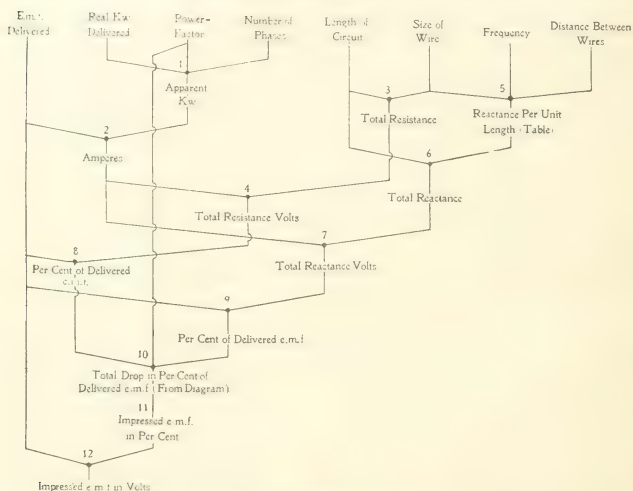 E.m.f.
Delivered
Real Kw.
Delivered
Power-
Factor
Number of
Phases
Length of
Circuit
Size of
Wire
Frequency
Distance Between
Wires
1
Apparent
Kw
3
Total Resistance
5
Reactance Per Unit
Length (Table)
2
Amperes
6
Total Reactance
4
Total Resistance Volts
7
Total Reactance Volts
8
Per Cent of Delivered
e.m.f.
9
Per Cent of Delivered e.m.f
10
Total Drop in Per Cent of
Delivered e.m.f (From Diagram)
11
Impressed e.m.f.
in Per Cent
12
Impressed e m f in Volts